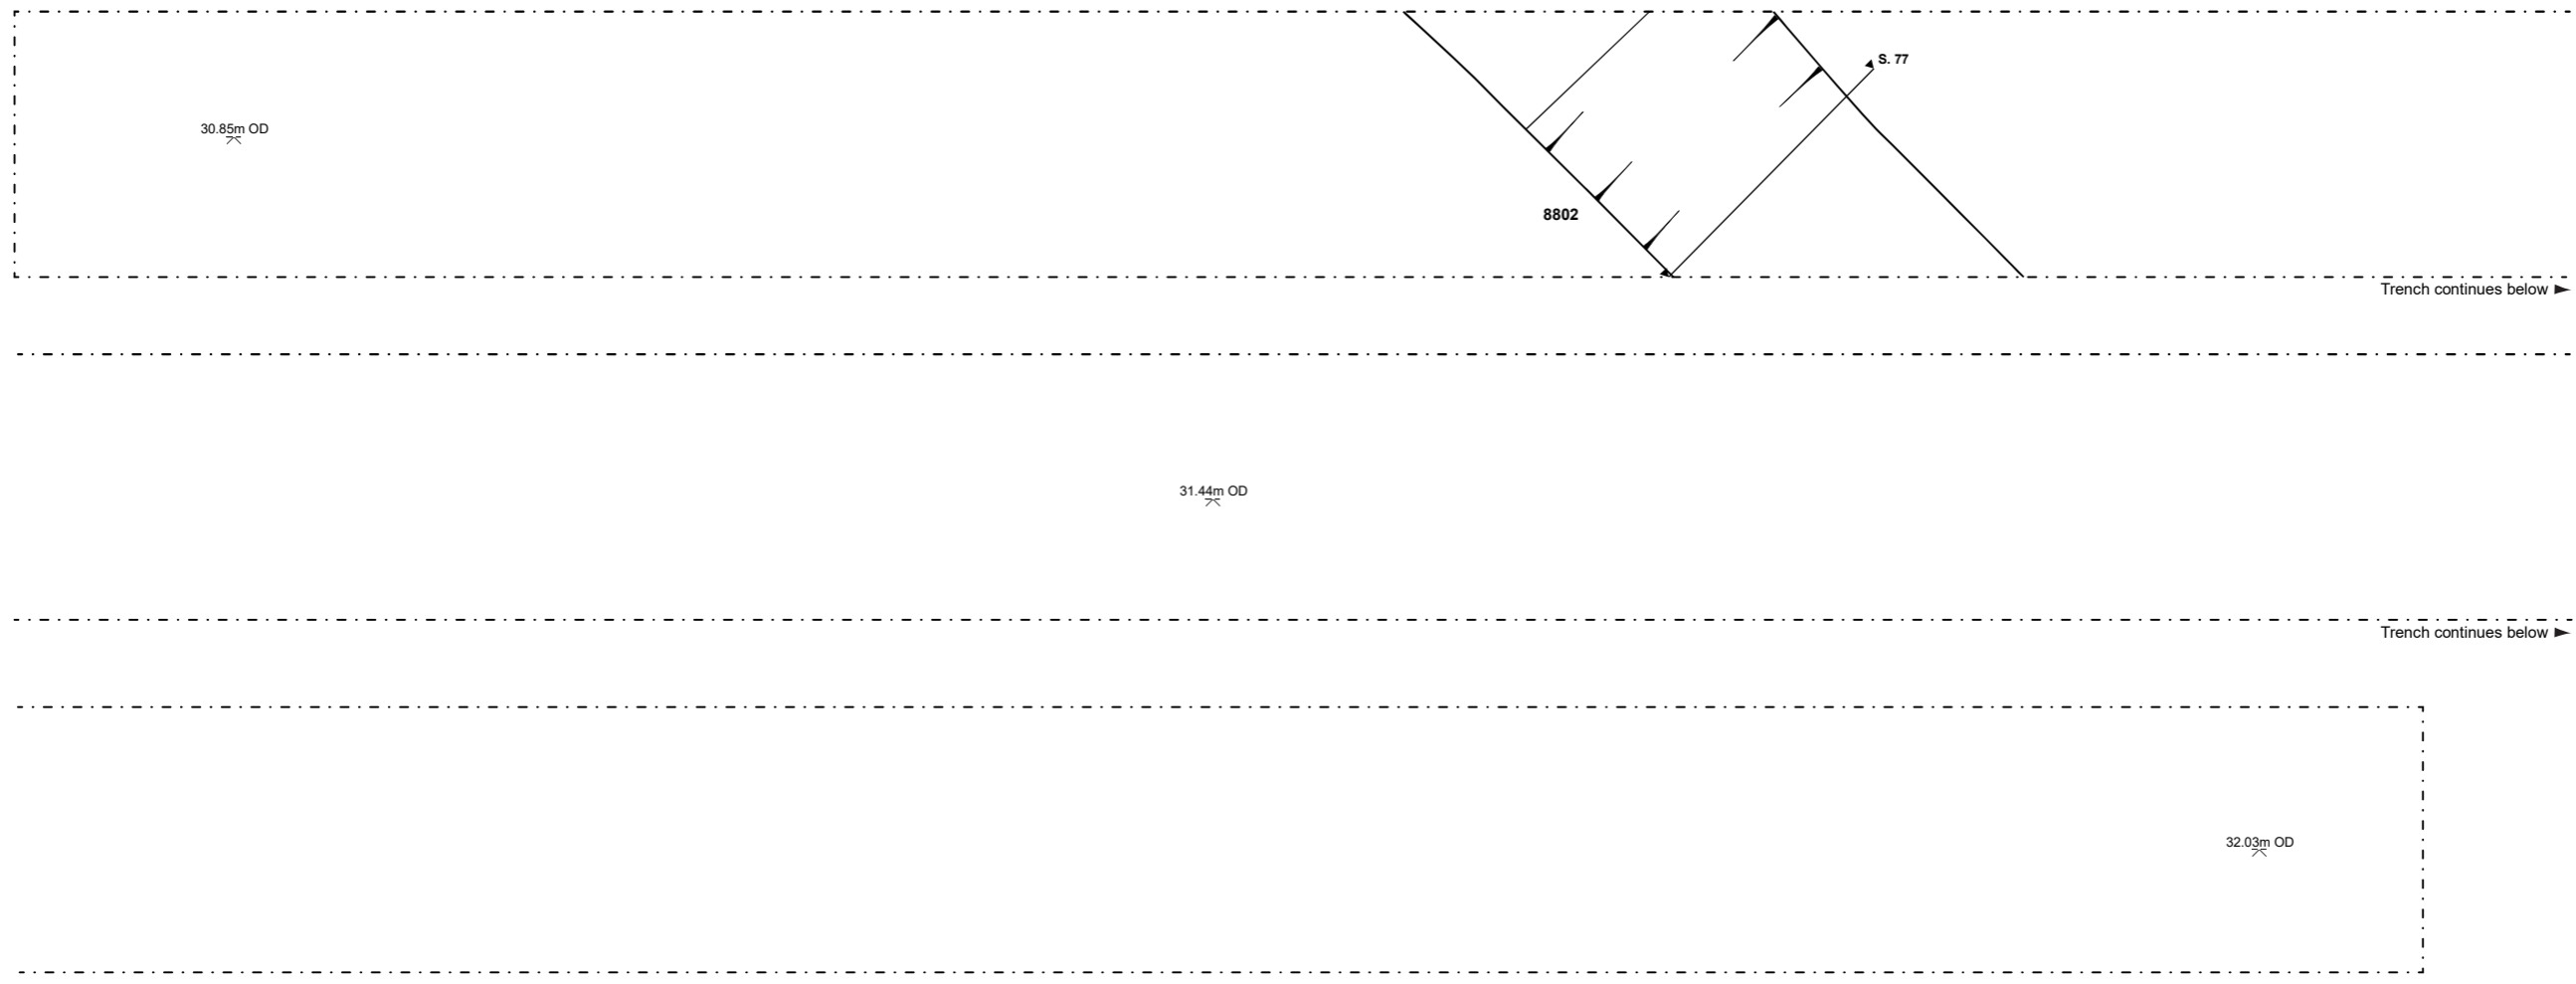 S. 77
30.85m OD
8802
Trench continues below
31.44m OD
Trench continues below
32.03m OD